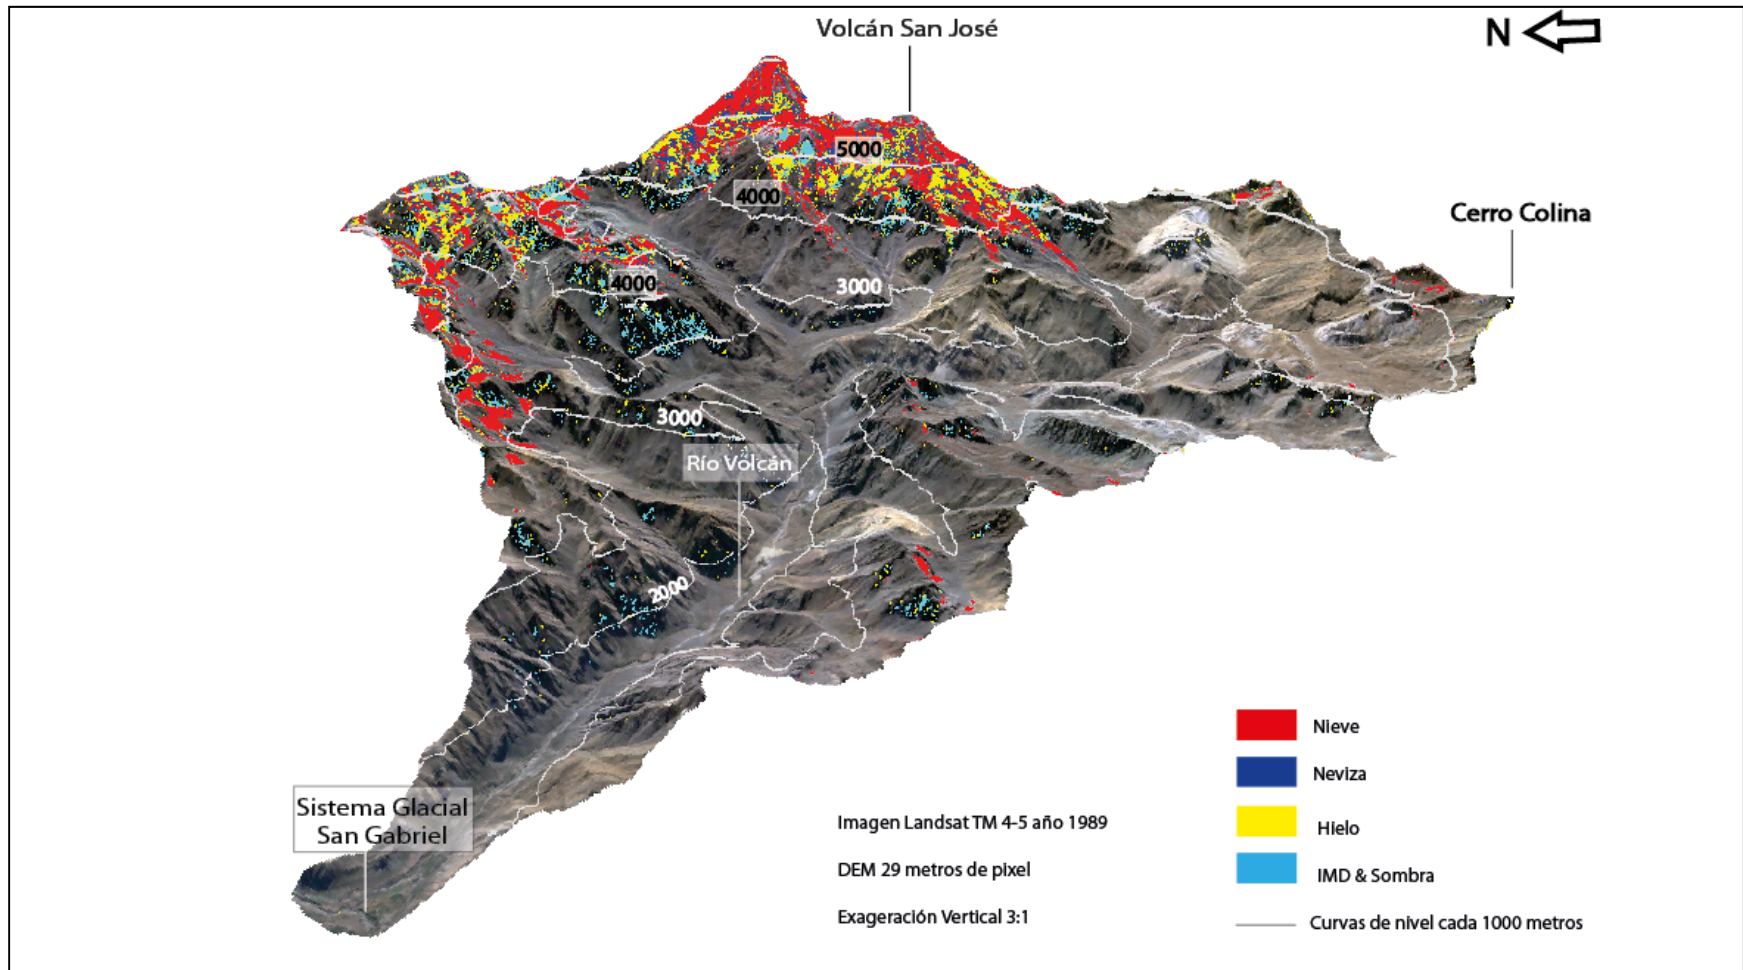 Volcán San José
N
5000
4000
Cerro Colina
4000
3000
3000
Río Volcán
2000
Sistema Glacial
San Gabriel
Imagen Landsat TM 4-5 año 1989
DEM 29 metros de pixel
Exageración Vertical 3:1
Nieve
Neviza
Hielo
IMD & Sombra
Curvas de nivel cada 1000 metros